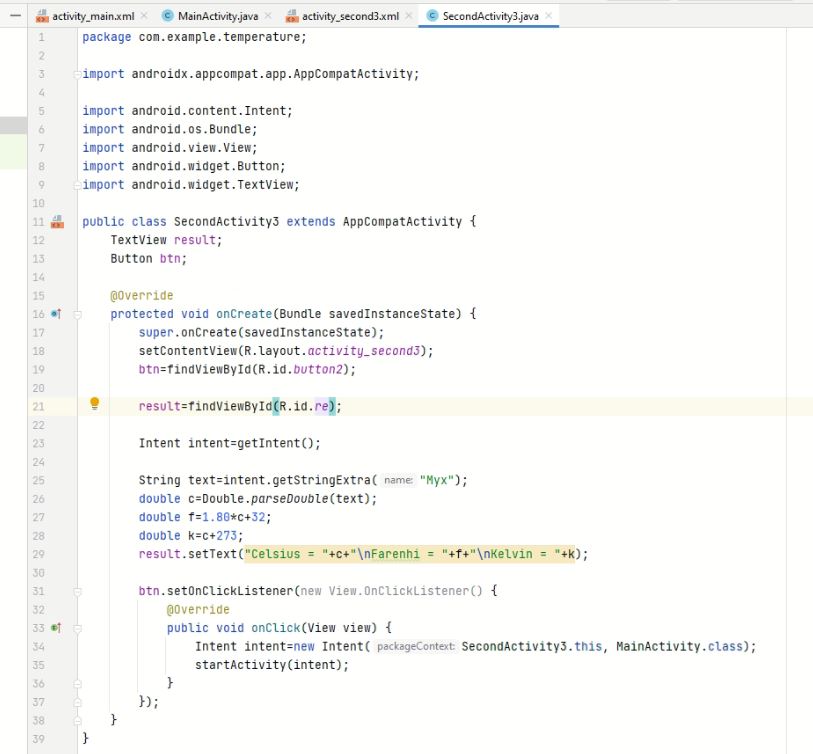 activity_main.xml MainActivity.java activity_second3.xml SecondActivity3.java
1 package com.example.temperature;
2
3 import androidx.appcompat.app.AppCompatActivity;
4
5 import android.content.Intent;
6 import android.os.Bundle;
7 import android.view.View;
8 import android.widget.Button;
9 import android.widget.TextView;
10
11 public class SecondActivity3 extends AppCompatActivity {
12     TextView result;
13     Button btn;
14
15     @Override
16     protected void onCreate(Bundle savedInstanceState) {
17         super.onCreate(savedInstanceState);
18         setContentView(R.layout.activity_second3);
19         btn=findViewById(R.id.button2);
20
21         result=findViewById(R.id.re);
22
23         Intent intent=getIntent();
24
25         String text=intent.getStringExtra( name: "Myx");
26         double c=Double.parseDouble(text);
27         double f=1.80*c+32;
28         double k=c+273;
29         result.setText("Celsius = "+c+"\nFarenhi = "+f+"\nKelvin = "+k);
30
31         btn.setOnClickListener(new View.OnClickListener() {
32             @Override
33             public void onClick(View view) {
34                 Intent intent=new Intent( packageContext: SecondActivity3.this, MainActivity.class);
35                 startActivity(intent);
36             }
37         });
38     }
39 }